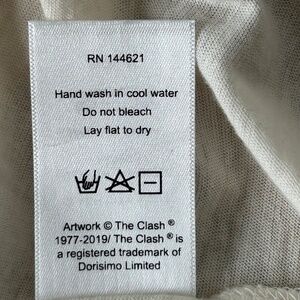 RN 144621
Hand wash in cool water
Do not bleach
Lay flat to dry
Artwork © The Clash ®
1977-2019/ The Clash ® is
a registered trademark of
Dorisimo Limited